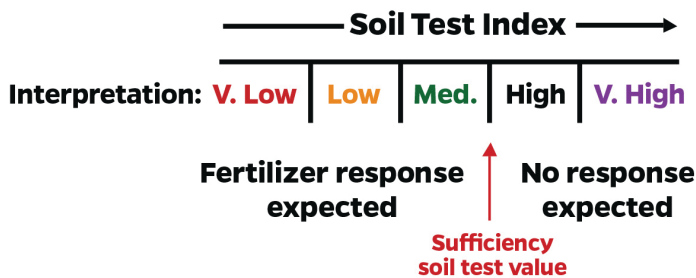 Soil Test Index
Interpretation: V. Low Low Med. High V. High
Fertilizer response
expected
No response
expected
Sufficiency
soil test value